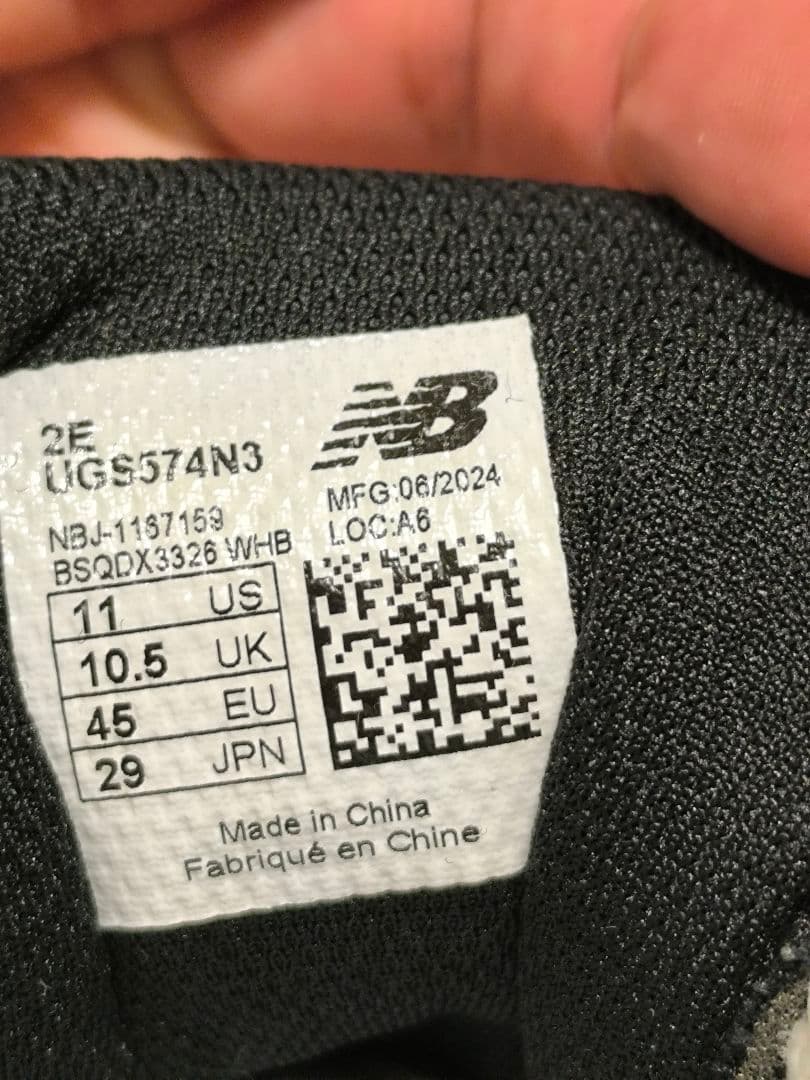 2E
UGS574N3
NB
MFG:06/2024
LOC:A6
NBJ-1167159
BSQDX3326 WHB
11 US
10.5 UK
45 EU
29 JPN
Made in China
Fabriqué en Chine